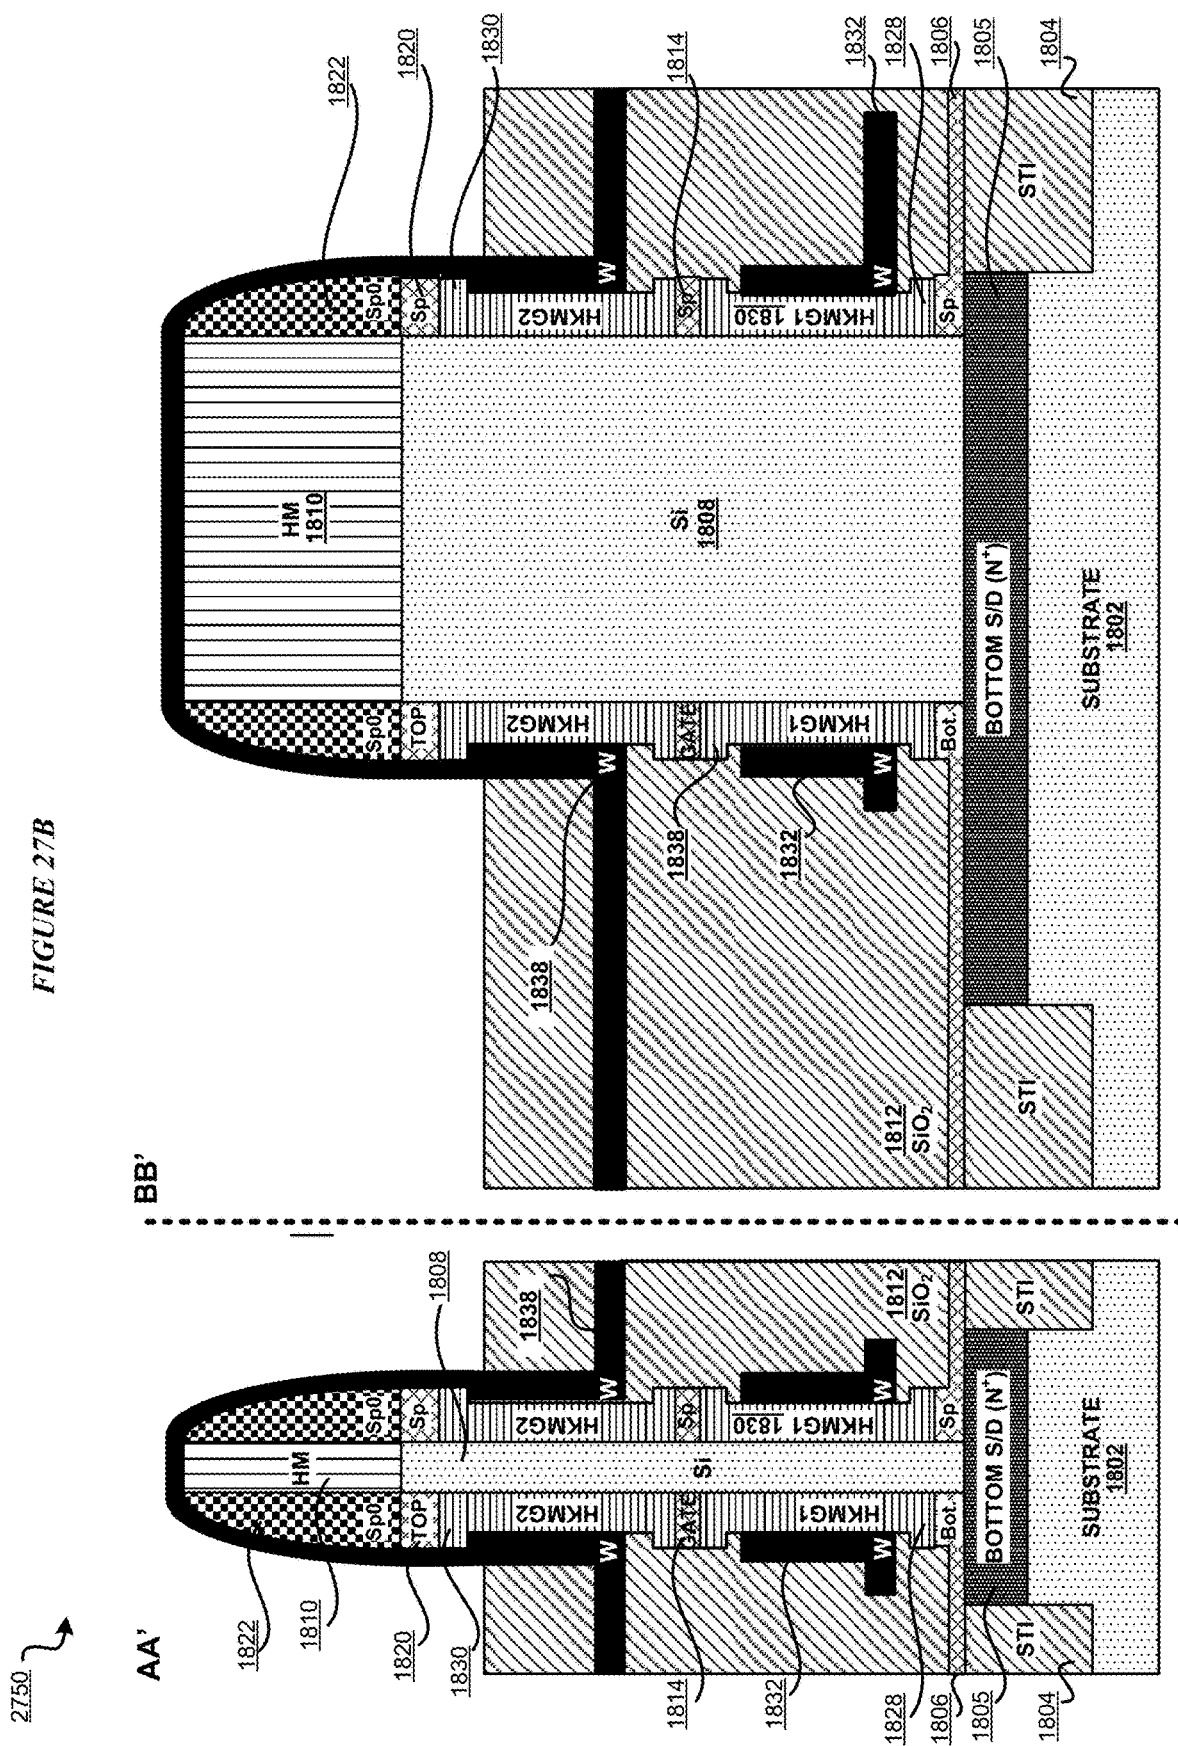 FIGURE 27B
2750
AA'
BB'
1822
1810
1820
1830
1808
1838
HM
Sp0
Sp0
TOP
Sp
HKMG2
HKMG2
W
W
GATE
Sp
Si
1814
1832
HKMG1
HKMG1 1830
W
W
1812
SiO2
Bot.
Sp
1828
1806
1805
1804
STI
STI
BOTTOM S/D (N+)
SUBSTRATE
1802
1822
1820
1830
1814
1832
1828
1806
1805
1804
HM
1810
Sp0
Sp0
TOP
Sp
HKMG2
HKMG2
W
W
1838
GATE
Sp
Si
1808
1838
1832
HKMG1
HKMG1 1830
W
W
1812
SiO2
Bot.
Sp
STI
STI
BOTTOM S/D (N+)
SUBSTRATE
1802